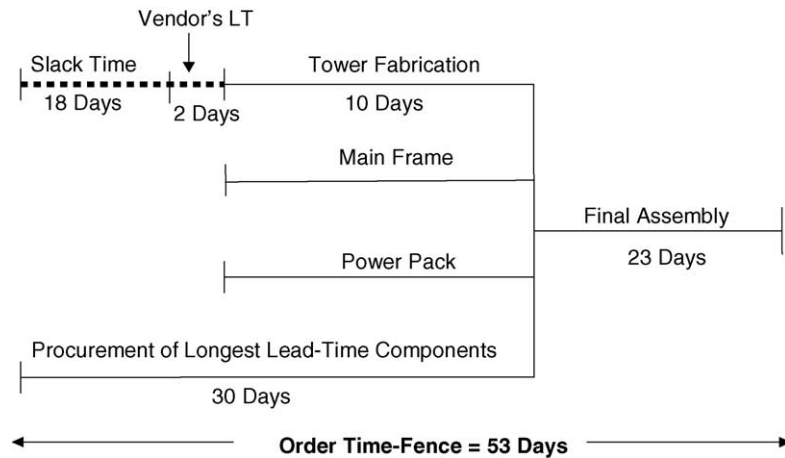 Vendor's LT
Slack Time
Tower Fabrication
18 Days
2 Days
10 Days
Main Frame
Final Assembly
23 Days
Power Pack
Procurement of Longest Lead-Time Components
30 Days
Order Time-Fence = 53 Days